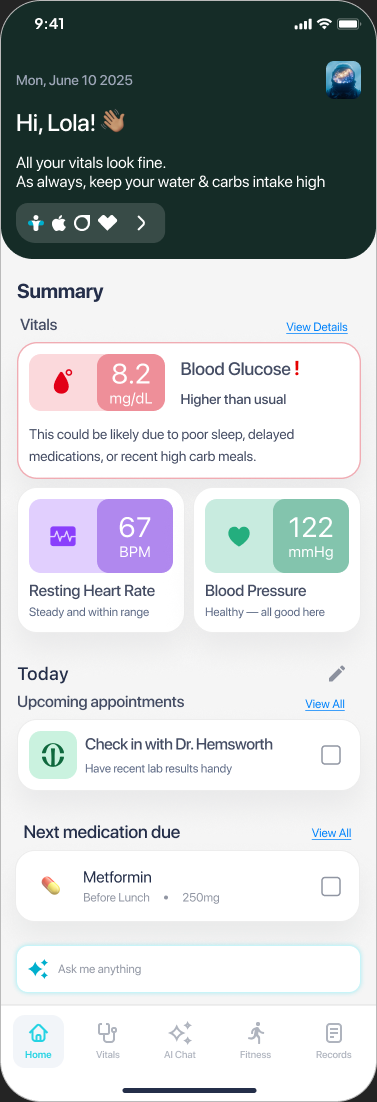 9:41
Mon, June 10 2025
Hi, Lola! 👋🏽
All your vitals look fine.
As always, keep your water & carbs intake high
Summary
Vitals
View Details
8.2
mg/dL
Blood Glucose !
Higher than usual
This could be likely due to poor sleep, delayed
medications, or recent high carb meals.
67
BPM
Resting Heart Rate
Steady and within range
122
mmHg
Blood Pressure
Healthy — all good here
Today
Upcoming appointments
View All
Check in with Dr. Hemsworth
Have recent lab results handy
Next medication due
View All
Metformin
Before Lunch • 250mg
Ask me anything
Home
Vitals
AI Chat
Fitness
Records